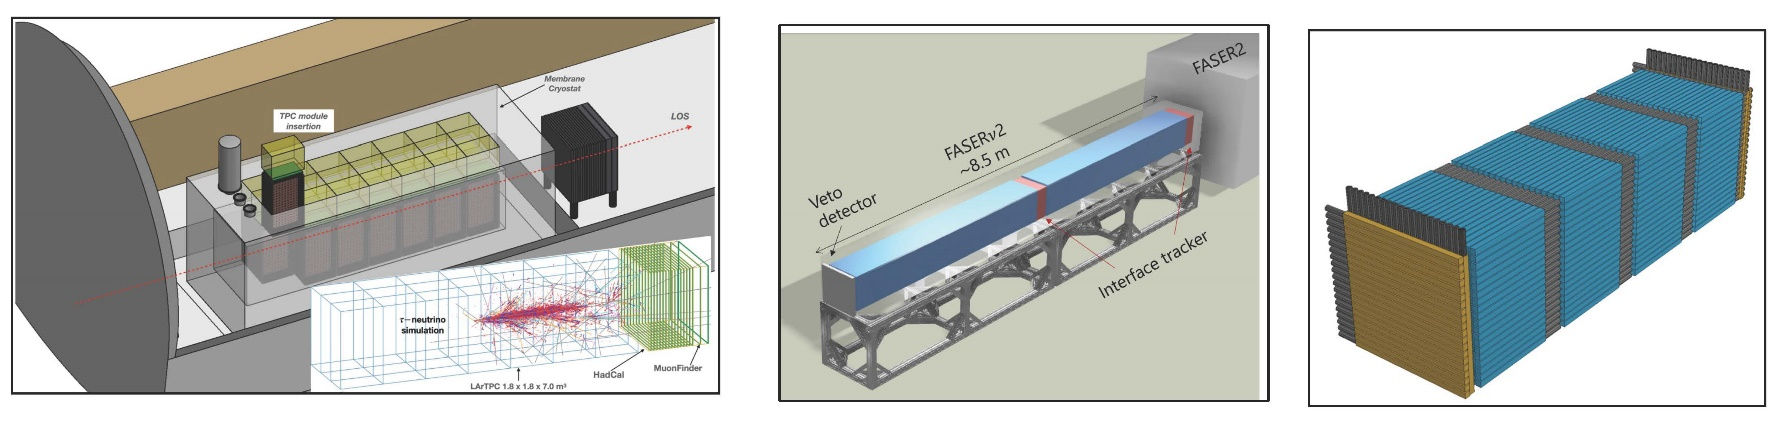 Membrane
Cryostat
TPC module
insertion
LOS
τ−neutrino
simulation
HadCal
MuonFinder
LArTPC 1.8 x 1.8 x 7.0 m³
FASER2
FASERν2
~8.5 m
Veto
detector
Interface tracker